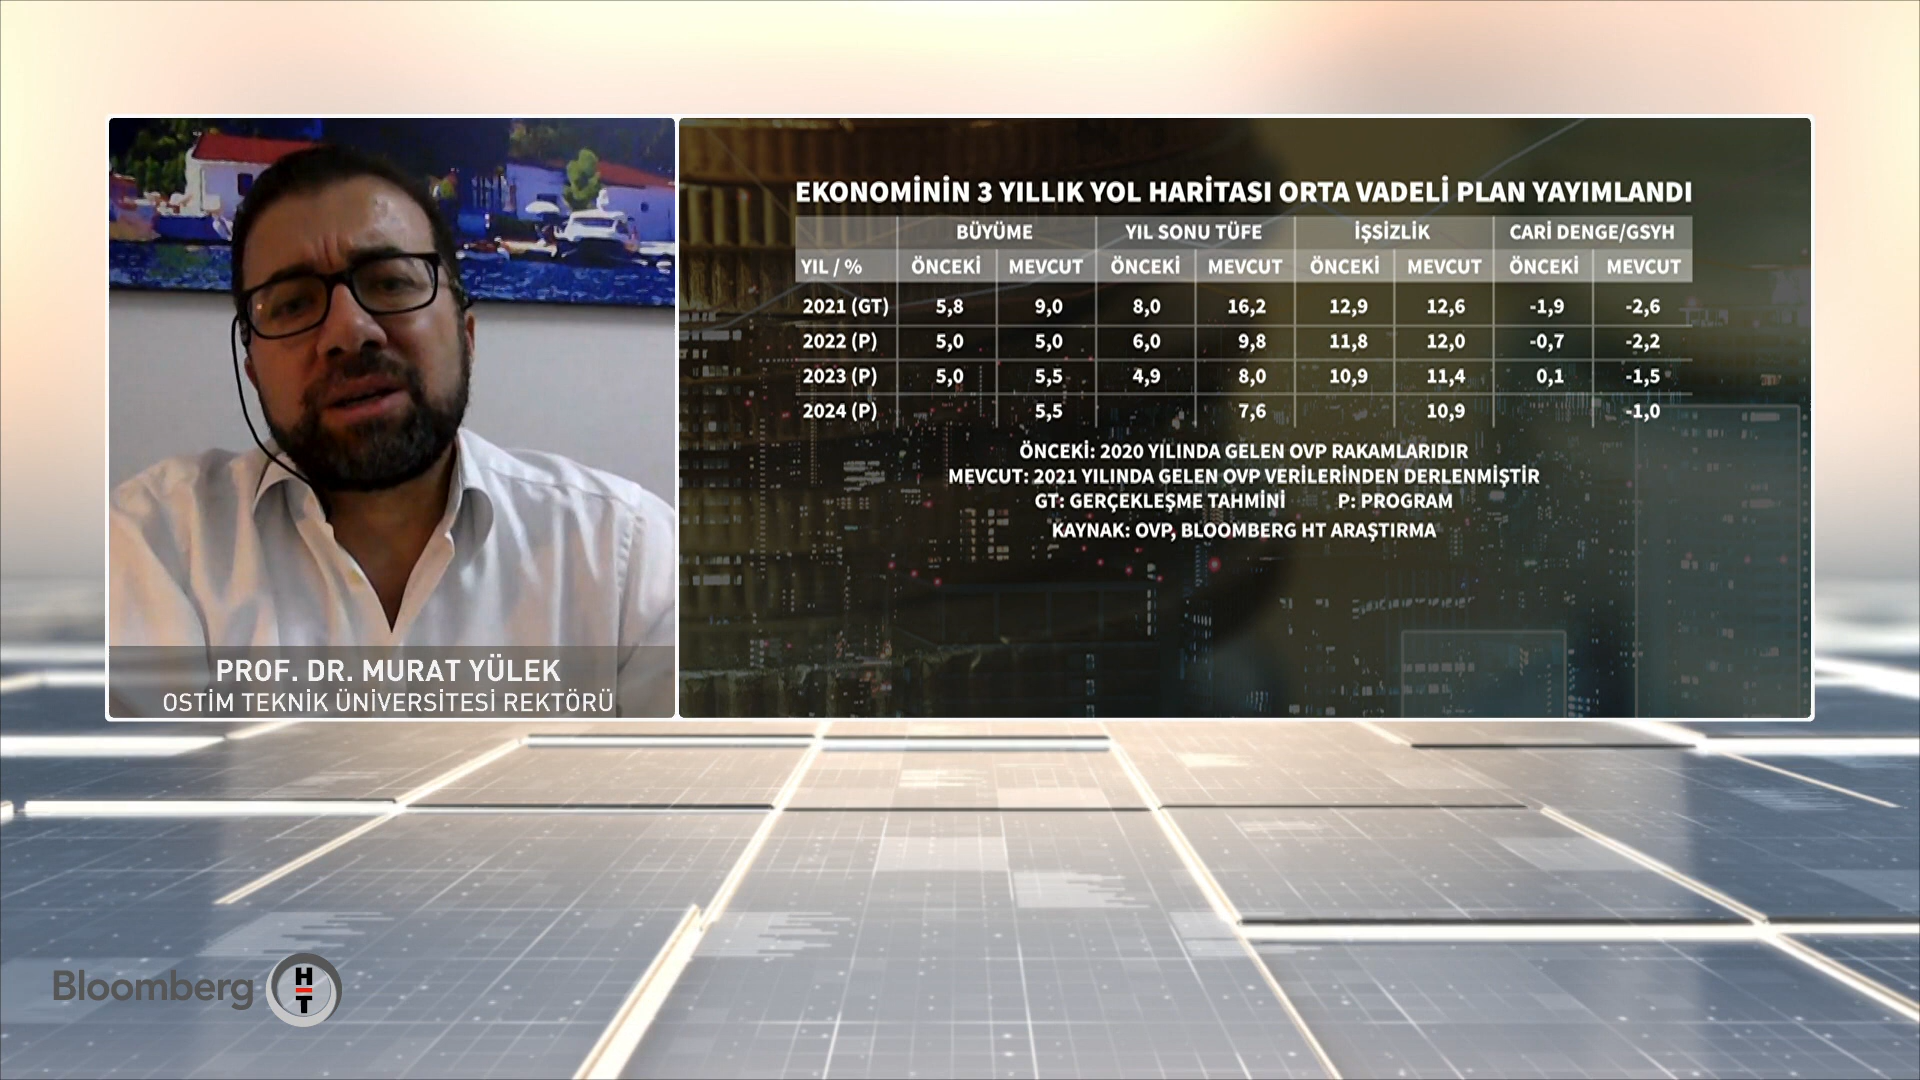 EKONOMİNİN 3 YILLIK YOL HARİTASI ORTA VADELİ PLAN YAYIMLANDI
BÜYÜME YIL SONU TÜFE İŞSİZLİK CARİ DENGE/GSYH
YIL / % ÖNCEKİ MEVCUT ÖNCEKİ MEVCUT ÖNCEKİ MEVCUT ÖNCEKİ MEVCUT
2021 (GT) 5,8 9,0 8,0 16,2 12,9 12,6 -1,9 -2,6
2022 (P) 5,0 5,0 6,0 9,8 11,8 12,0 -0,7 -2,2
2023 (P) 5,0 5,5 4,9 8,0 10,9 11,4 0,1 -1,5
2024 (P) 5,5 7,6 10,9 -1,0
ÖNCEKİ: 2020 YILINDA GELEN OVP RAKAMLARIDIR
MEVCUT: 2021 YILINDA GELEN OVP VERİLERİNDEN DERLENMİŞTİR
GT: GERÇEKLEŞME TAHMİNİ P: PROGRAM
KAYNAK: OVP, BLOOMBERG HT ARAŞTIRMA
PROF. DR. MURAT YÜLEK
OSTİM TEKNİK ÜNİVERSİTESİ REKTÖRÜ
Bloomberg HT